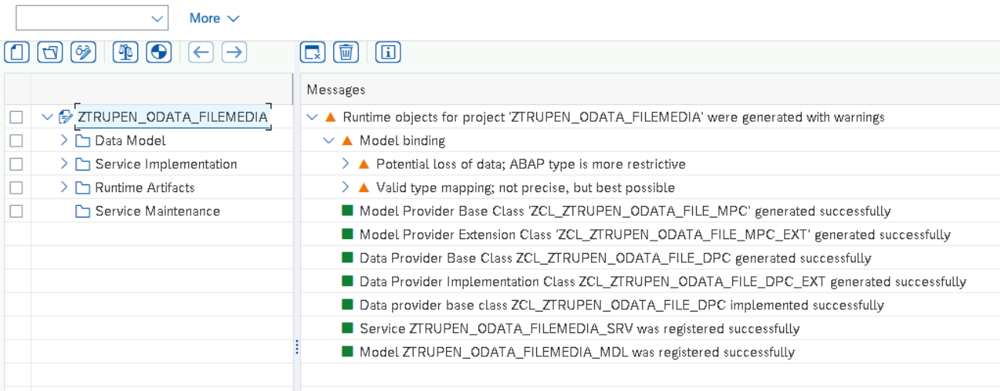 More
Messages
ZTRUPEN_ODATA_FILEMEDIA
Data Model
Service Implementation
Runtime Artifacts
Service Maintenance
Runtime objects for project 'ZTRUPEN_ODATA_FILEMEDIA' were generated with warnings
Model binding
Potential loss of data; ABAP type is more restrictive
Valid type mapping; not precise, but best possible
Model Provider Base Class 'ZCL_ZTRUPEN_ODATA_FILE_MPC' generated successfully
Model Provider Extension Class 'ZCL_ZTRUPEN_ODATA_FILE_MPC_EXT' generated successfully
Data Provider Base Class ZCL_ZTRUPEN_ODATA_FILE_DPC generated successfully
Data Provider Implementation Class ZCL_ZTRUPEN_ODATA_FILE_DPC_EXT generated successfully
Data provider base class ZCL_ZTRUPEN_ODATA_FILE_DPC implemented successfully
Service ZTRUPEN_ODATA_FILEMEDIA_SRV was registered successfully
Model ZTRUPEN_ODATA_FILEMEDIA_MDL was registered successfully